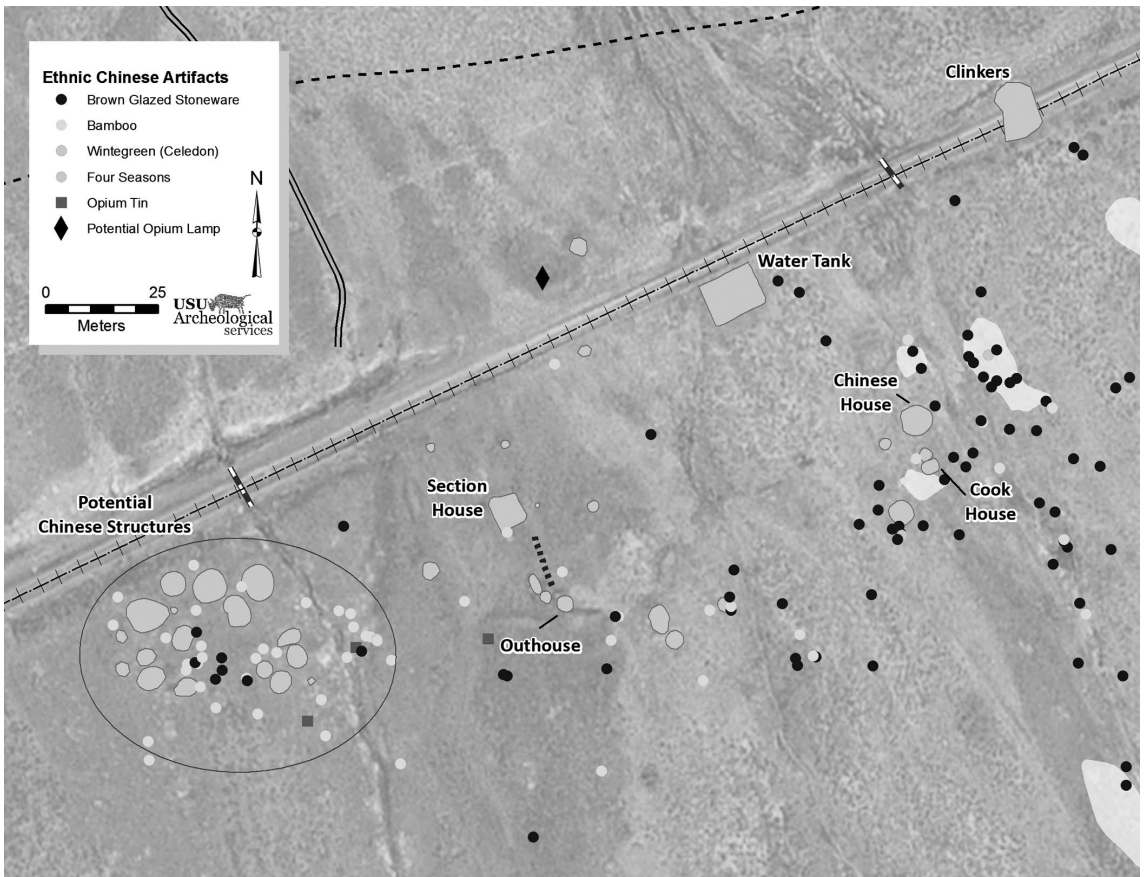 Ethnic Chinese Artifacts
Brown Glazed Stoneware
Bamboo
Wintegreen (Celedon)
Four Seasons
Opium Tin
Potential Opium Lamp
N
0
25
Meters
USU
Archeological
services
Clinkers
Water Tank
Chinese
House
Cook
House
Section
House
Potential
Chinese Structures
Outhouse